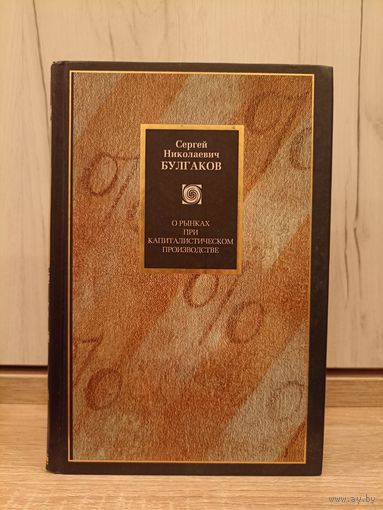 Сергей
Николаевич
БУЛГАКОВ
О РЫНКАХ
ПРИ
КАПИТАЛИСТИЧЕСКОМ
ПРОИЗВОДСТВЕ
%
%
%
%
www.ay.by